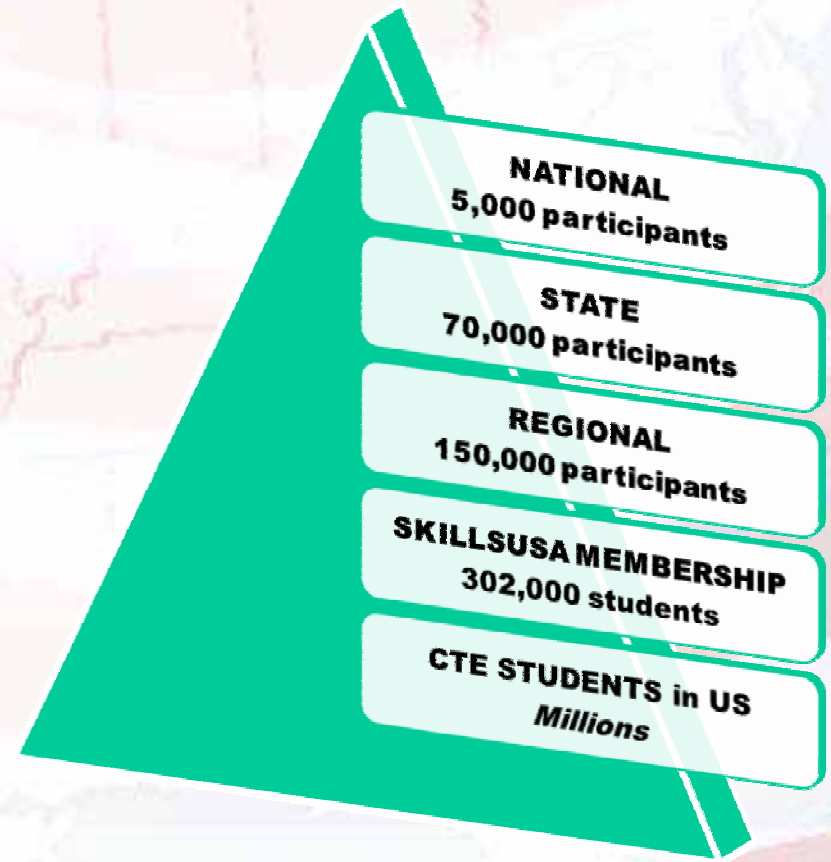 NATIONAL
5,000 participants
STATE
70,000 participants
REGIONAL
150,000 participants
SKILLSUSA MEMBERSHIP
302,000 students
CTE STUDENTS in US
Millions